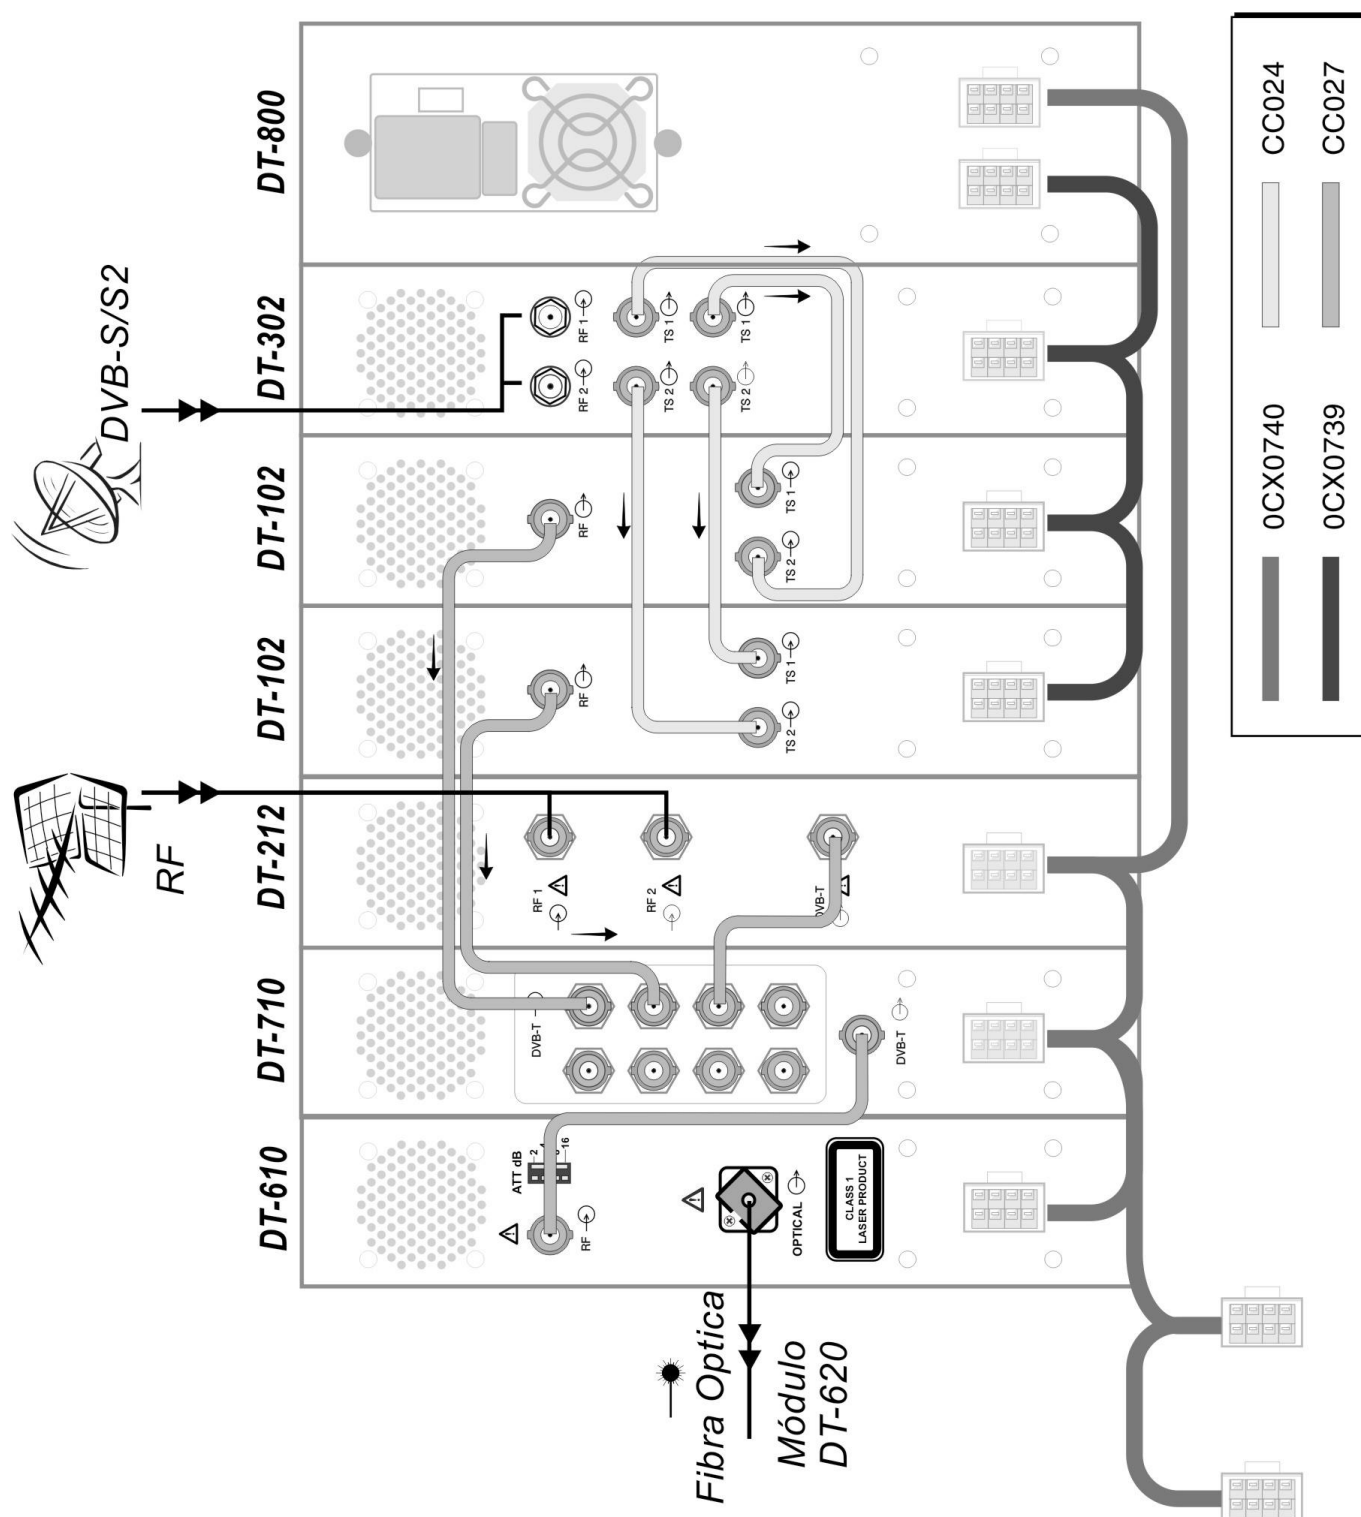 DT-610
DT-710
DT-212
DT-102
DT-102
DT-302
DT-800
RF
DVB-S/S2
ATT dB
2
16
RF
OPTICAL
CLASS 1
LASER PRODUCT
DVB-T
DVB-T
RF 1
RF 2
DVB-T
RF
TS 2
TS 1
RF
TS 2
TS 1
RF 2
RF 1
TS 2
TS 1
TS 2
TS 1
Fibra Optica
Módulo
DT-620
0CX0740
CC024
0CX0739
CC027